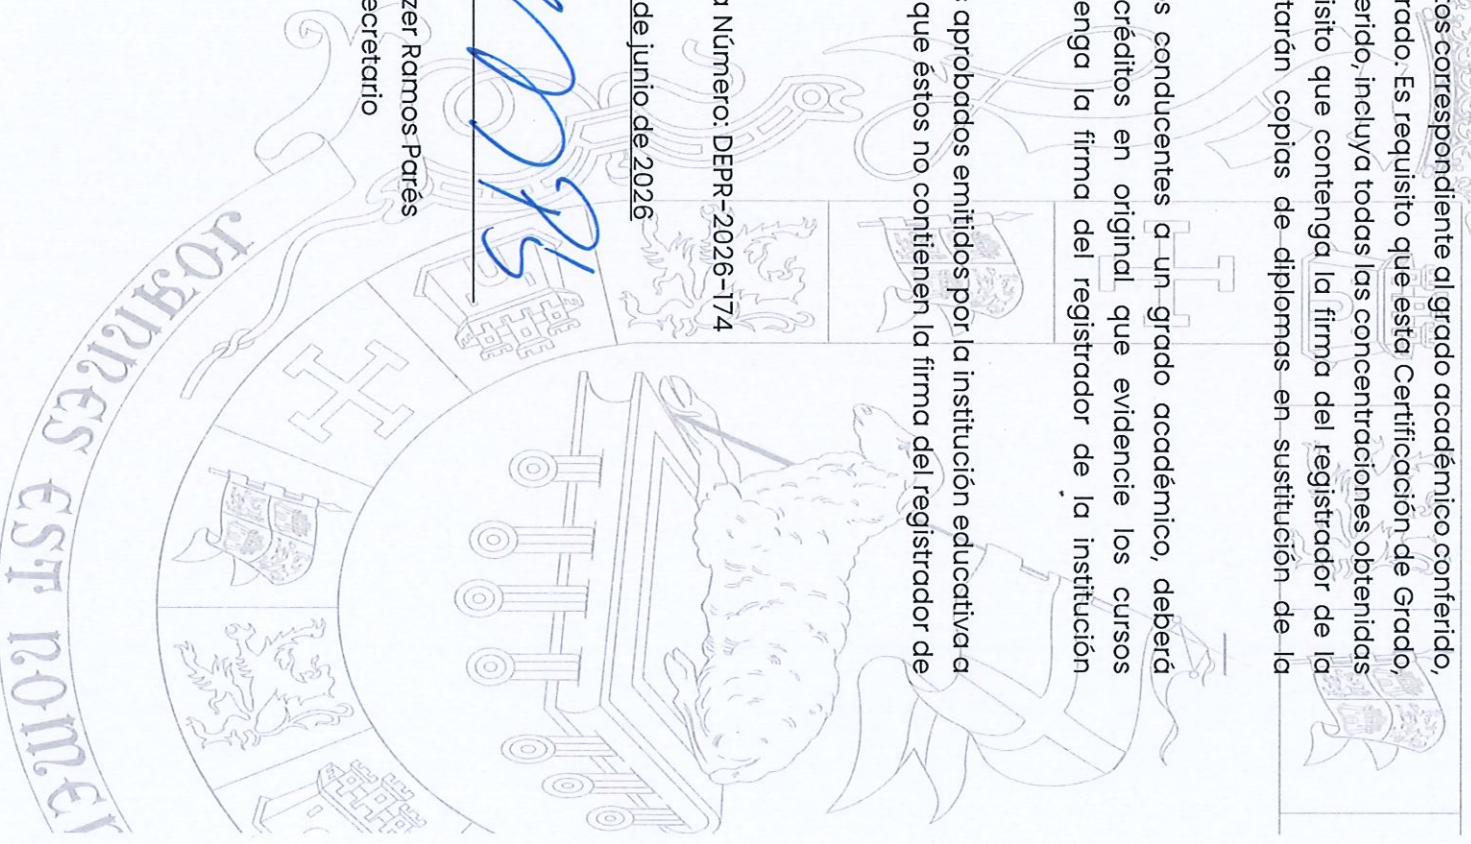 tos correspondiente al grado académico conferido,
rado. Es requisito que esta Certificación de Grado,
erido, incluya todas las concentraciones obtenidas
isito que contenga la firma del registrador de la
tarán copias de diplomas en sustitución de la
os conducentes a un grado académico, deberá
créditos en original que evidencie los cursos
enga la firma del registrador de la institución
s aprobados emitidos por la institución educativa a
que éstos no contienen la firma del registrador de
a Número: DEPR-2026-174
de junio de 2026
zer Ramos Parés
ecretario
JOANNES EST NOMEN